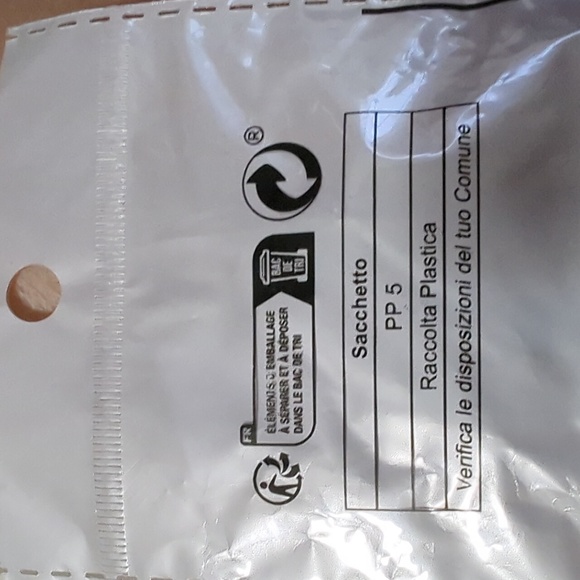 ®
FR
ÉLÉMENTS D'EMBALLAGE
À SÉPARER ET À DÉPOSER
DANS LE BAC DE TRI
BAC
DE
TRI
Sacchetto
PP 5
Raccolta Plastica
Verifica le disposizioni del tuo Comune